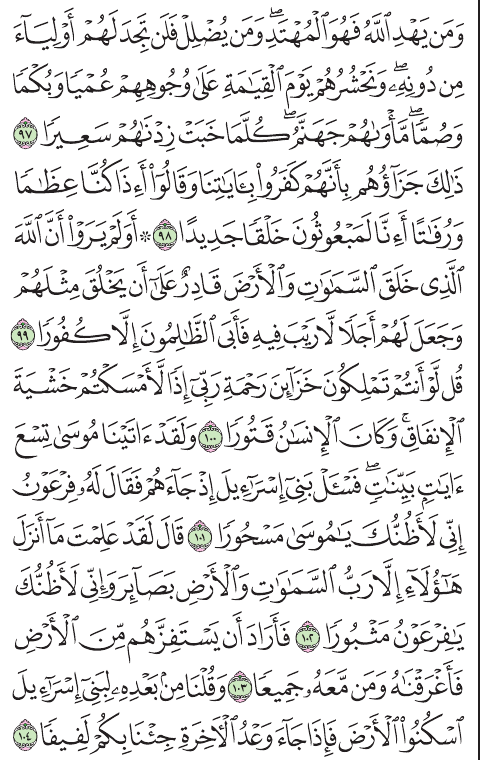 وَمَن يَهْدِ ٱللَّهُ فَهُوَ ٱلْمُهْتَدِۖ وَمَن يُضْلِلْ فَلَن تَجِدَ لَهُمْ أَوْلِيَآءَ
مِن دُونِهِۦۖ وَنَحْشُرُهُمْ يَوْمَ ٱلْقِيَٰمَةِ عَلَىٰ وُجُوهِهِمْ عُمْيًا وَبُكْمًا
وَصُمًّاۖ مَّأْوَىٰهُمْ جَهَنَّمُۖ كُلَّمَا خَبَتْ زِدْنَٰهُمْ سَعِيرًا ٩٧
ذَٰلِكَ جَزَآؤُهُم بِأَنَّهُمْ كَفَرُوا۟ بِـَٔايَٰتِنَا وَقَالُوٓا۟ أَءِذَا كُنَّا عِظَٰمًا
وَرُفَٰتًا أَءِنَّا لَمَبْعُوثُونَ خَلْقًا جَدِيدًا ٩٨ ۞ أَوَلَمْ يَرَوْا۟ أَنَّ ٱللَّهَ
ٱلَّذِى خَلَقَ ٱلسَّمَٰوَٰتِ وَٱلْأَرْضَ قَادِرٌ عَلَىٰٓ أَن يَخْلُقَ مِثْلَهُمْ
وَجَعَلَ لَهُمْ أَجَلًا لَّا رَيْبَ فِيهِ فَأَبَى ٱلظَّٰلِمُونَ إِلَّا كُفُورًا ٩٩
قُل لَّوْ أَنتُمْ تَمْلِكُونَ خَزَآئِنَ رَحْمَةِ رَبِّىٓ إِذًا لَّأَمْسَكْتُمْ خَشْيَةَ
ٱلْإِنفَاقِۚ وَكَانَ ٱلْإِنسَٰنُ قَتُورًا ١٠٠ وَلَقَدْ ءَاتَيْنَا مُوسَىٰ تِسْعَ
ءَايَٰتٍۭ بَيِّنَٰتٍۖ فَسْـَٔلْ بَنِىٓ إِسْرَٰٓءِيلَ إِذْ جَآءَهُمْ فَقَالَ لَهُۥ فِرْعَوْنُ
إِنِّى لَأَظُنُّكَ يَٰمُوسَىٰ مَسْحُورًا ١٠١ قَالَ لَقَدْ عَلِمْتَ مَآ أَنزَلَ
هَٰٓؤُلَآءِ إِلَّا رَبُّ ٱلسَّمَٰوَٰتِ وَٱلْأَرْضِ بَصَآئِرَ وَإِنِّى لَأَظُنُّكَ
يَٰفِرْعَوْنُ مَثْبُورًا ١٠٢ فَأَرَادَ أَن يَسْتَفِزَّهُم مِّنَ ٱلْأَرْضِ
فَأَغْرَقْنَٰهُ وَمَن مَّعَهُۥ جَمِيعًا ١٠٣ وَقُلْنَا مِنۢ بَعْدِهِۦ لِبَنِىٓ إِسْرَٰٓءِيلَ
ٱسْكُنُوا۟ ٱلْأَرْضَ فَإِذَا جَآءَ وَعْدُ ٱلْءَاخِرَةِ جِئْنَا بِكُمْ لَفِيفًا ١٠٤